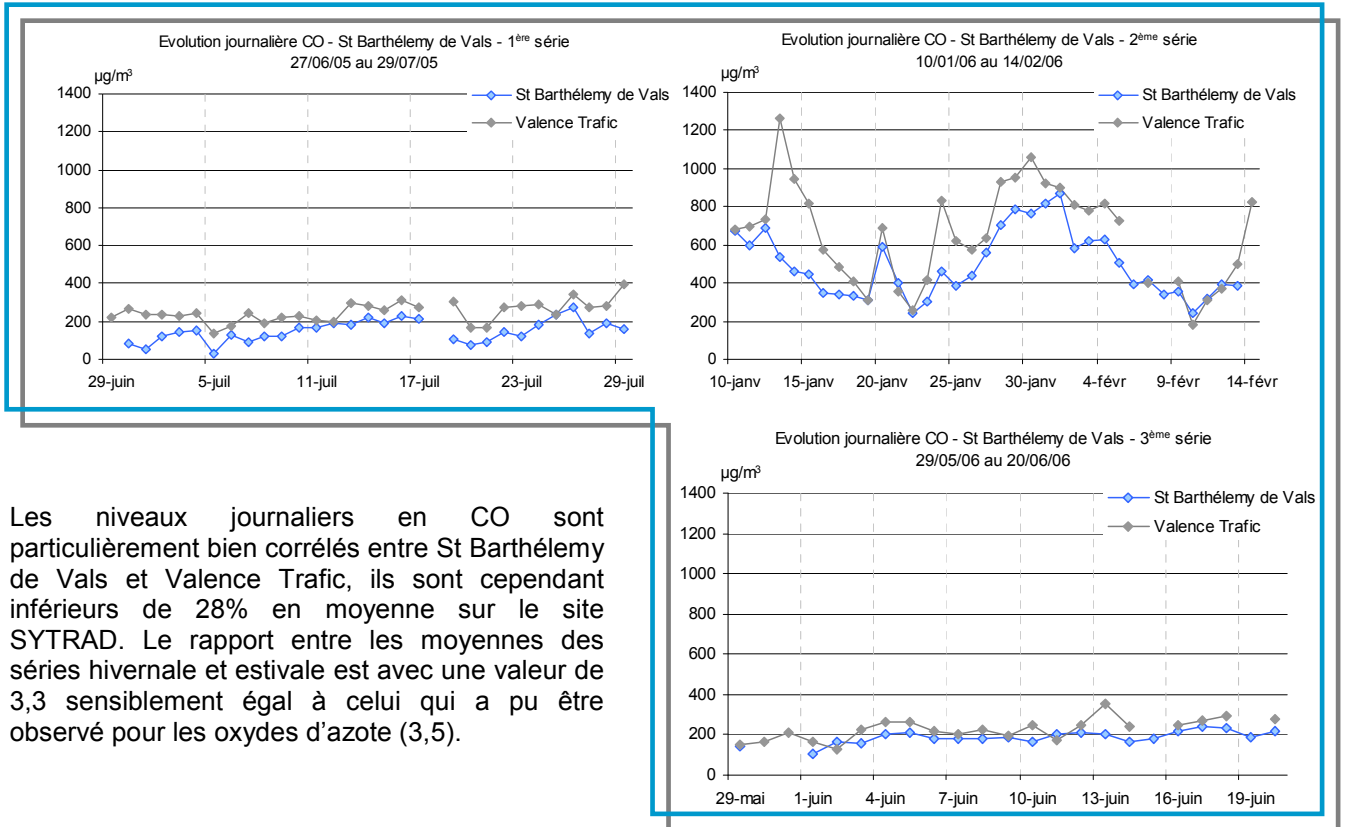 Evolution journalière CO - St Barthélemy de Vals - 1ère série
27/06/05 au 29/07/05
µg/m³
1400
1200
1000
800
600
400
200
0
29-juin 5-juil 11-juil 17-juil 23-juil 29-juil
St Barthélemy de Vals
Valence Trafic
Evolution journalière CO - St Barthélemy de Vals - 2ème série
10/01/06 au 14/02/06
µg/m³
1400
1200
1000
800
600
400
200
0
10-janv 15-janv 20-janv 25-janv 30-janv 4-févr 9-févr 14-févr
St Barthélemy de Vals
Valence Trafic
Les niveaux journaliers en CO sont
particulièrement bien corrélés entre St Barthélemy
de Vals et Valence Trafic, ils sont cependant
inférieurs de 28% en moyenne sur le site
SYTRAD. Le rapport entre les moyennes des
séries hivernale et estivale est avec une valeur de
3,3 sensiblement égal à celui qui a pu être
observé pour les oxydes d'azote (3,5).
Evolution journalière CO - St Barthélemy de Vals - 3ème série
29/05/06 au 20/06/06
µg/m³
1400
1200
1000
800
600
400
200
0
29-mai 1-juin 4-juin 7-juin 10-juin 13-juin 16-juin 19-juin
St Barthélemy de Vals
Valence Trafic